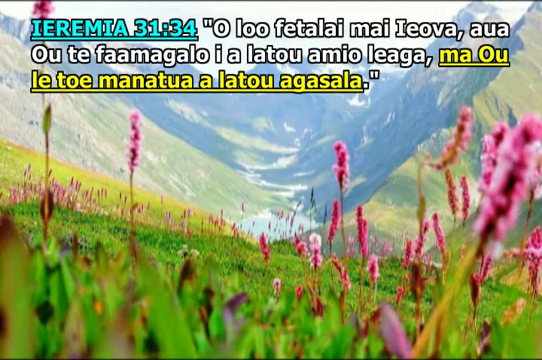 IEREMIA 31:34 "O loo fetalai mai Ieova, aua
Ou te faamagalo i a latou amio leaga, ma Ou
le toe manatua a latou agasala."